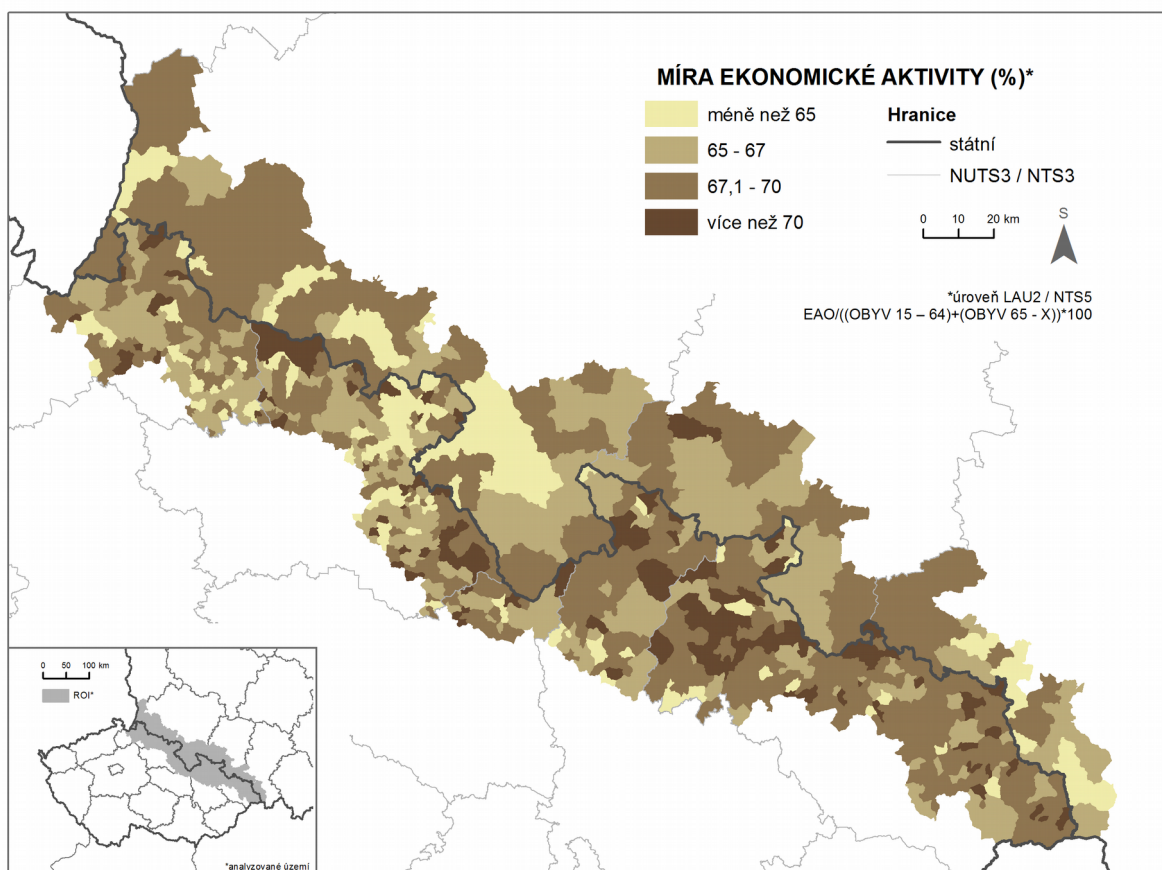 MÍRA EKONOMICKÉ AKTIVITY (%)*
méně než 65
65 - 67
67,1 - 70
více než 70
Hranice
státní
NUTS3 / NTS3
0 10 20 km
S
*úroveň LAU2 / NTS5
EAO/((OBYV 15 – 64)+(OBYV 65 - X))*100
0 50 100 km
ROI*
*analyzované území